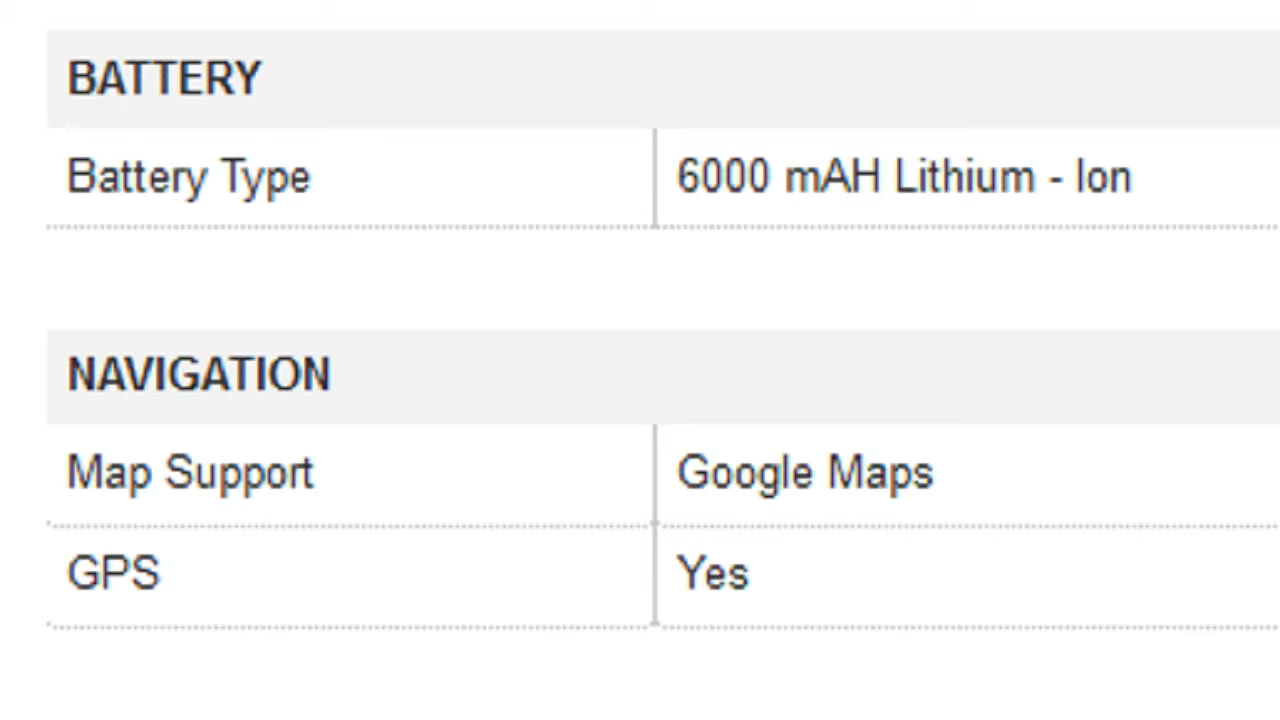 BATTERY
Battery Type 6000 mAH Lithium - Ion
NAVIGATION
Map Support Google Maps
GPS Yes